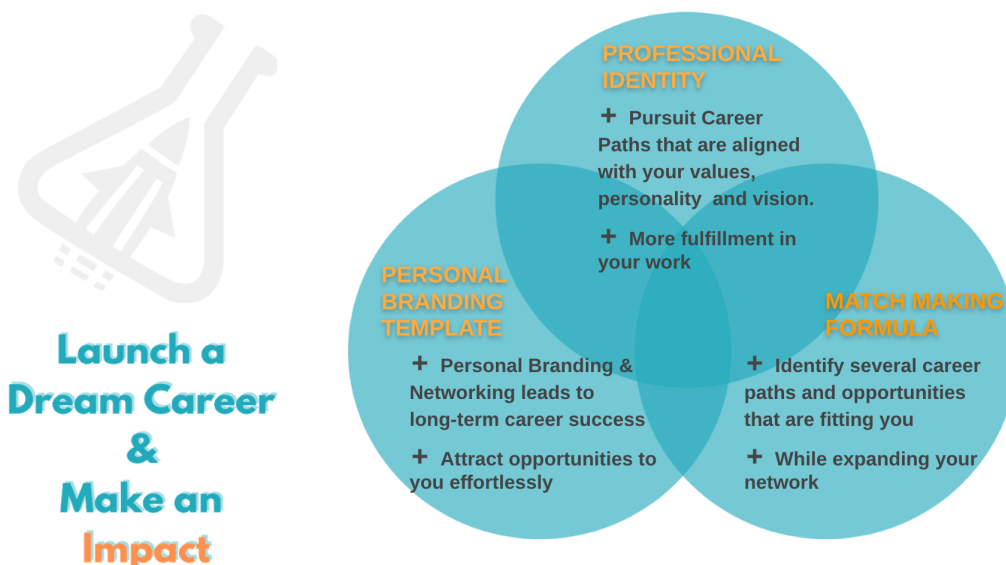 Launch a
Dream Career
&
Make an
Impact
PROFESSIONAL
IDENTITY
+ Pursuit Career
Paths that are aligned
with your values,
personality and vision.
+ More fulfillment in
your work
PERSONAL
BRANDING
TEMPLATE
+ Personal Branding &
Networking leads to
long-term career success
+ Attract opportunities to
you effortlessly
MATCH MAKING
FORMULA
+ Identify several career
paths and opportunities
that are fitting you
+ While expanding your
network